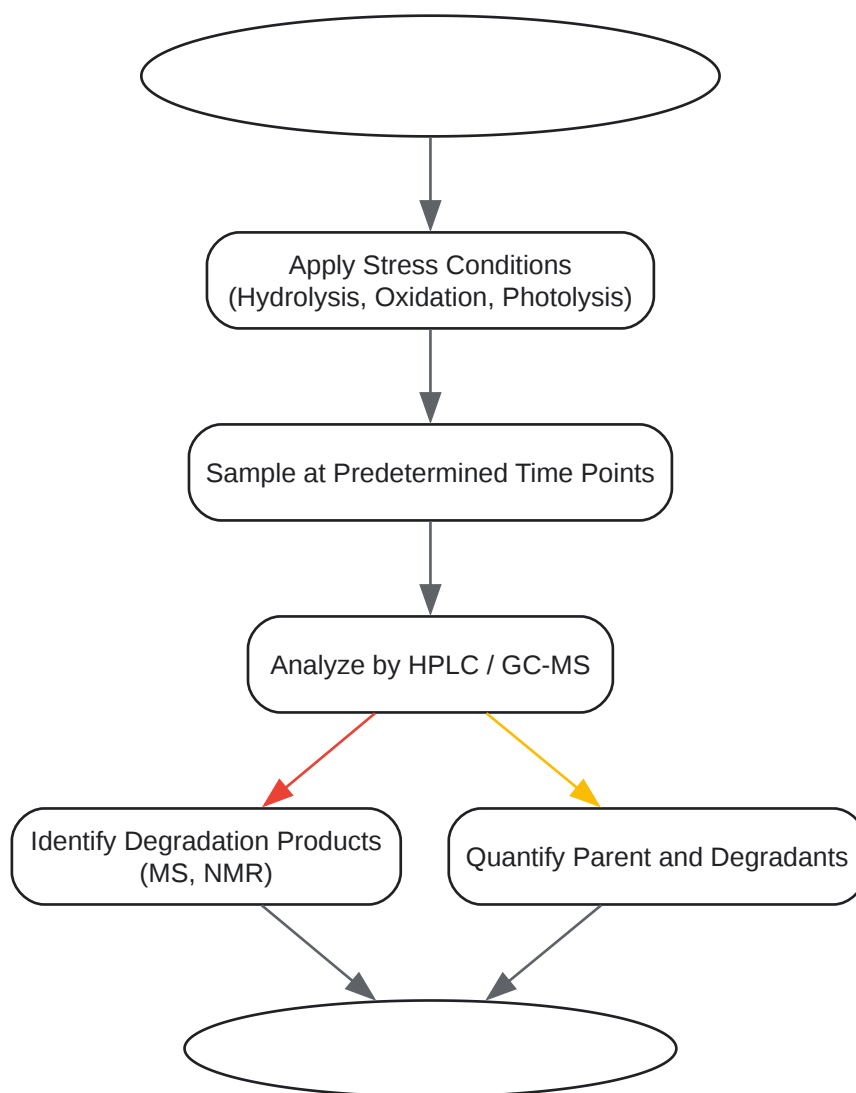 Apply Stress Conditions
(Hydrolysis, Oxidation, Photolysis)
Sample at Predetermined Time Points
Analyze by HPLC / GC-MS
Identify Degradation Products
(MS, NMR)
Quantify Parent and Degradants